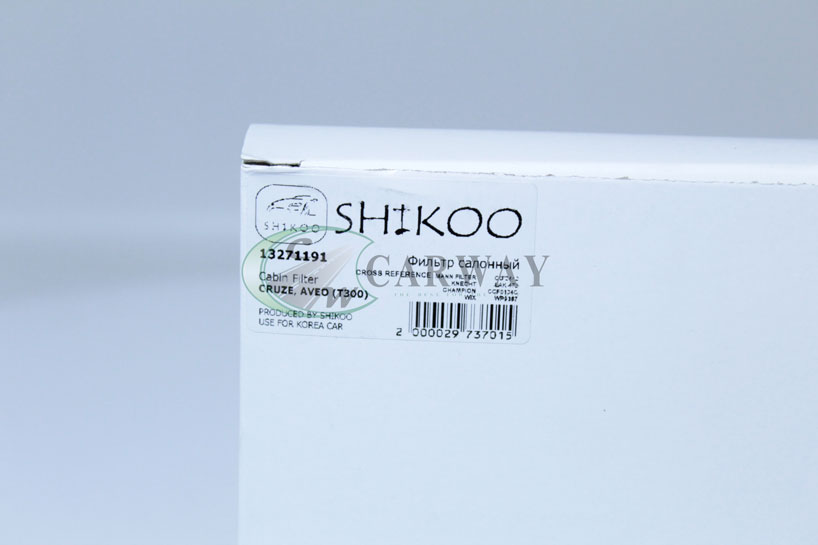 SHIKOO
SHIKOO
CARWAY
13271191
Фильтр салонный
Cabin Filter
CRUZE, AVEO (T300)
CROSS REFERENCE: MANN FILTER
KNECHT
CHAMPION
WIX
PRODUCED BY SHIKOO
USE FOR KOREA CAR
2 000029 737015